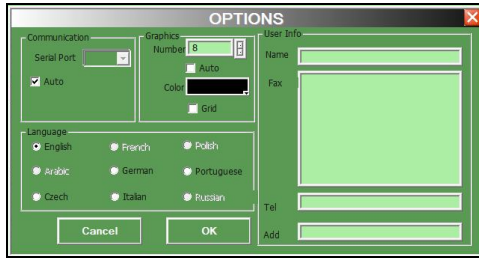 OPTIONS
Communication
Serial Port
Auto
Graphics
Number 8
Auto
Color
Grid
Language
English French Polish
Arabic German Portuguese
Czech Italian Russian
Cancel OK
User Info
Name
Fax
Tel
Add